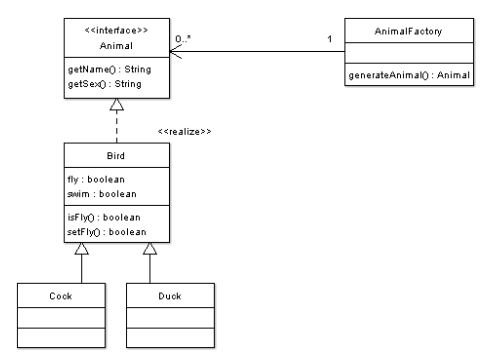 <<interface>>
Animal
getName() : String
getSex() : String
0..*
1
AnimalFactory
generateAnimal() : Animal
<<realize>>
Bird
fly : boolean
swim : boolean
isFly() : boolean
setFly() : boolean
Cock
Duck